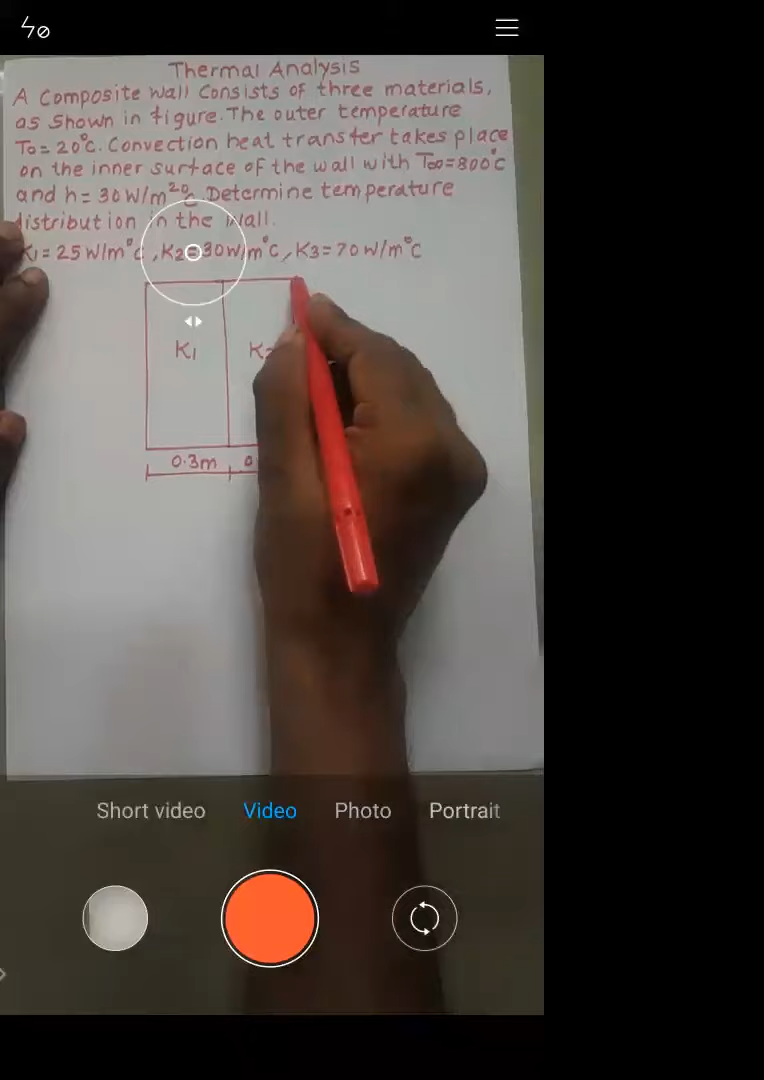 Thermal Analysis
A Composite Wall Consists of three materials,
as Shown in figure. The outer temperature
To = 20°C. Convection heat transfer takes place
on the inner surface of the wall with T∞ = 800°C
and h = 30 W/m²°C. Determine temperature
distribution in the wall.
K1 = 25 W/m°C, K2 = 30 W/m°C, K3 = 70 W/m°C
K1
0.3m
Short video Video Photo Portrait